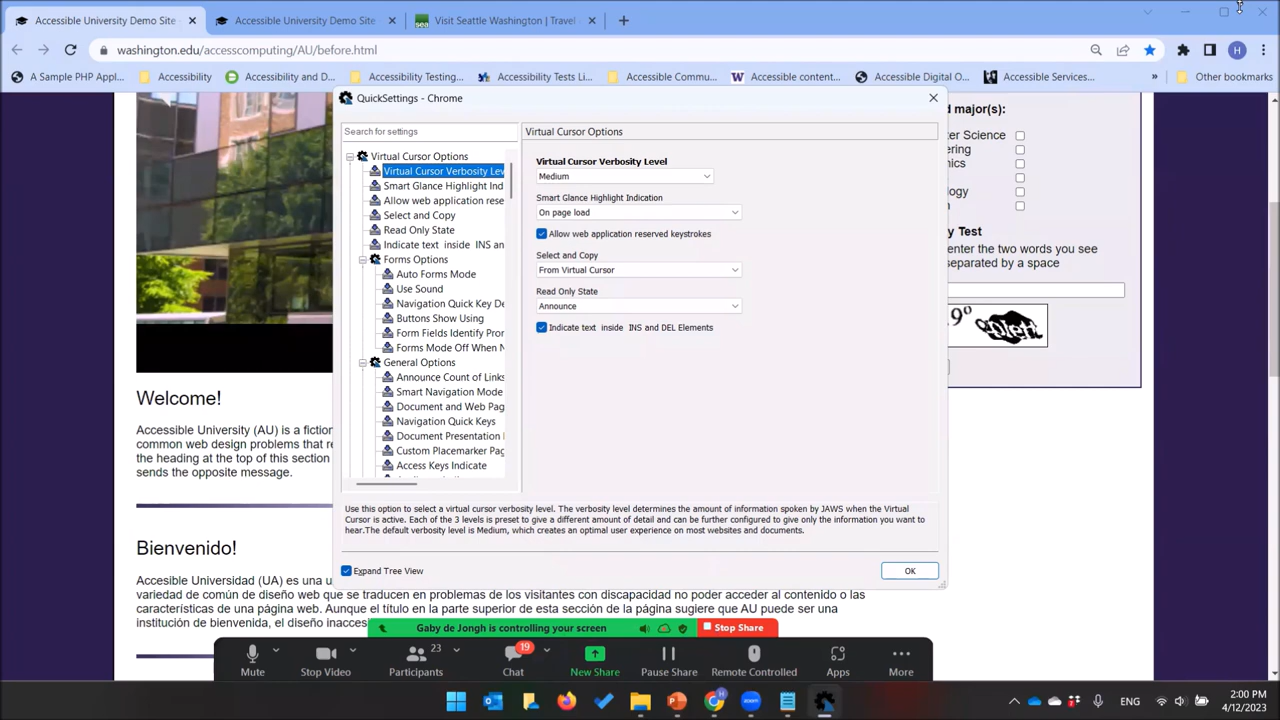 Accessible University Demo Site -
Accessible University Demo Site
Visit Seattle Washington | Travel
washington.edu/accesscomputing/AU/before.html
H
A Sample PHP Appl...
Accessibility
Accessibility and D...
Accessibility Testing...
Accessibility Tests Li...
Accessible Commu...
Accessible content...
Accessible Digital O...
Accessible Services...
»
Other bookmarks
QuickSettings - Chrome
Search for settings
Virtual Cursor Options
Virtual Cursor Verbosity Lev
Smart Glance Highlight Ind
Allow web application rese
Select and Copy
Read Only State
Indicate text inside INS an
Forms Options
Auto Forms Mode
Use Sound
Navigation Quick Key De
Buttons Show Using
Form Fields Identify Pror
Forms Mode Off When N
General Options
Announce Count of Links
Smart Navigation Mode
Document and Web Pag
Navigation Quick Keys
Document Presentation
Custom Placemarker Pag
Access Keys Indicate
Virtual Cursor Options
Virtual Cursor Verbosity Level
Medium
Smart Glance Highlight Indication
On page load
Allow web application reserved keystrokes
Select and Copy
From Virtual Cursor
Read Only State
Announce
Indicate text inside INS and DEL Elements
Use this option to select a virtual cursor verbosity level. The verbosity level determines the amount of information spoken by JAWS when the Virtual
Cursor is active. Each of the 3 levels is preset to give a different amount of detail and can be further configured to give only the information you want to
hear.The default verbosity level is Medium, which creates an optimal user experience on most websites and documents.
Expand Tree View
OK
d major(s):
ter Science
ering
nics
ology
n
y Test
enter the two words you see
separated by a space
Welcome!
Accessible University (AU) is a fiction
common web design problems that re
the heading at the top of this section
sends the opposite message.
Bienvenido!
Accesible Universidad (UA) es una u
variedad de común de diseño web que se traducen en problemas de los visitantes con discapacidad no poder acceder al contenido o las
características de una página web. Aunque el título en la parte superior de esta sección de la página sugiere que AU puede ser una
institución de bienvenida, el diseño inacces
Gaby de Jongh is controlling your screen
Stop Share
Mute
Stop Video
23
Participants
19
Chat
New Share
Pause Share
Remote Controlled
Apps
More
ENG
2:00 PM
4/12/2023